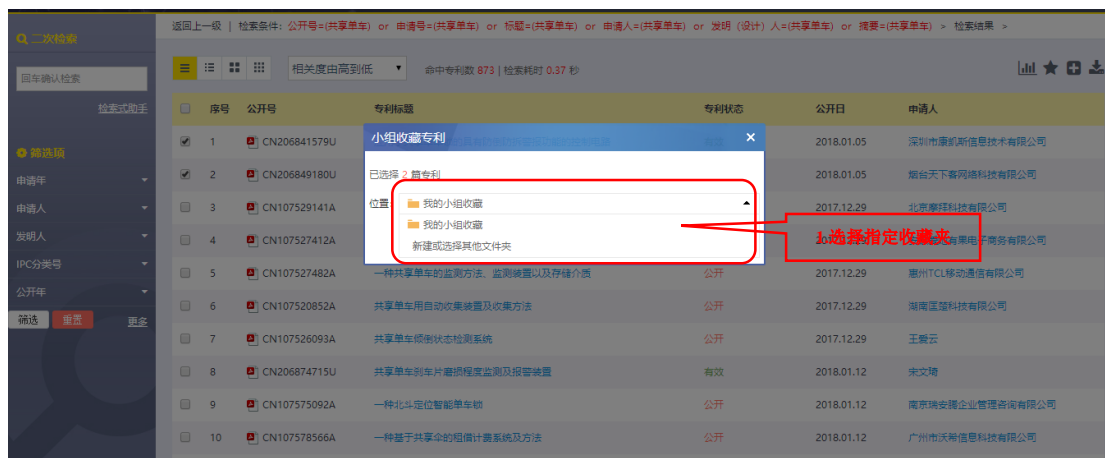 返回上一级 | 检索条件: 公开号=(共享单车) or 申请号=(共享单车) or 标题=(共享单车) or 申请人=(共享单车) or 发明（设计）人=(共享单车) or 摘要=(共享单车) > 检索结果 >
二次检索
回车确认检索
检索式助手
相关度由高到低
命中专利数 873 | 检索耗时 0.37 秒
序号 公开号 专利标题 专利状态 公开日 申请人
1 CN206841579U 2018.01.05 深圳市康凯斯信息技术有限公司
2 CN206849180U 2018.01.05 烟台天下客网络科技有限公司
3 CN107529141A 2017.12.29 北京摩拜科技有限公司
4 CN107527412A
5 CN107527482A 一种共享单车的监测方法、监测装置以及存储介质 公开 2017.12.29 惠州TCL移动通信有限公司
6 CN107520852A 共享单车用自动收集装置及收集方法 公开 2017.12.29 湖南匡楚科技有限公司
7 CN107526093A 共享单车倾倒状态检测系统 公开 2017.12.29 王爱云
8 CN206874715U 共享单车刹车片磨损程度监测及报警装置 有效 2018.01.12 宋文琦
9 CN107575092A 一种北斗定位智能单车锁 公开 2018.01.12 南京瑞安腾企业管理咨询有限公司
10 CN107578566A 一种基于共享伞的租借计费系统及方法 公开 2018.01.12 广州市沃希信息科技有限公司
小组收藏专利
已选择 2 篇专利
位置
我的小组收藏
我的小组收藏
新建或选择其他文件夹
1.选择指定收藏夹
筛选项
申请年
申请人
发明人
IPC分类号
公开年
筛选 重置 更多